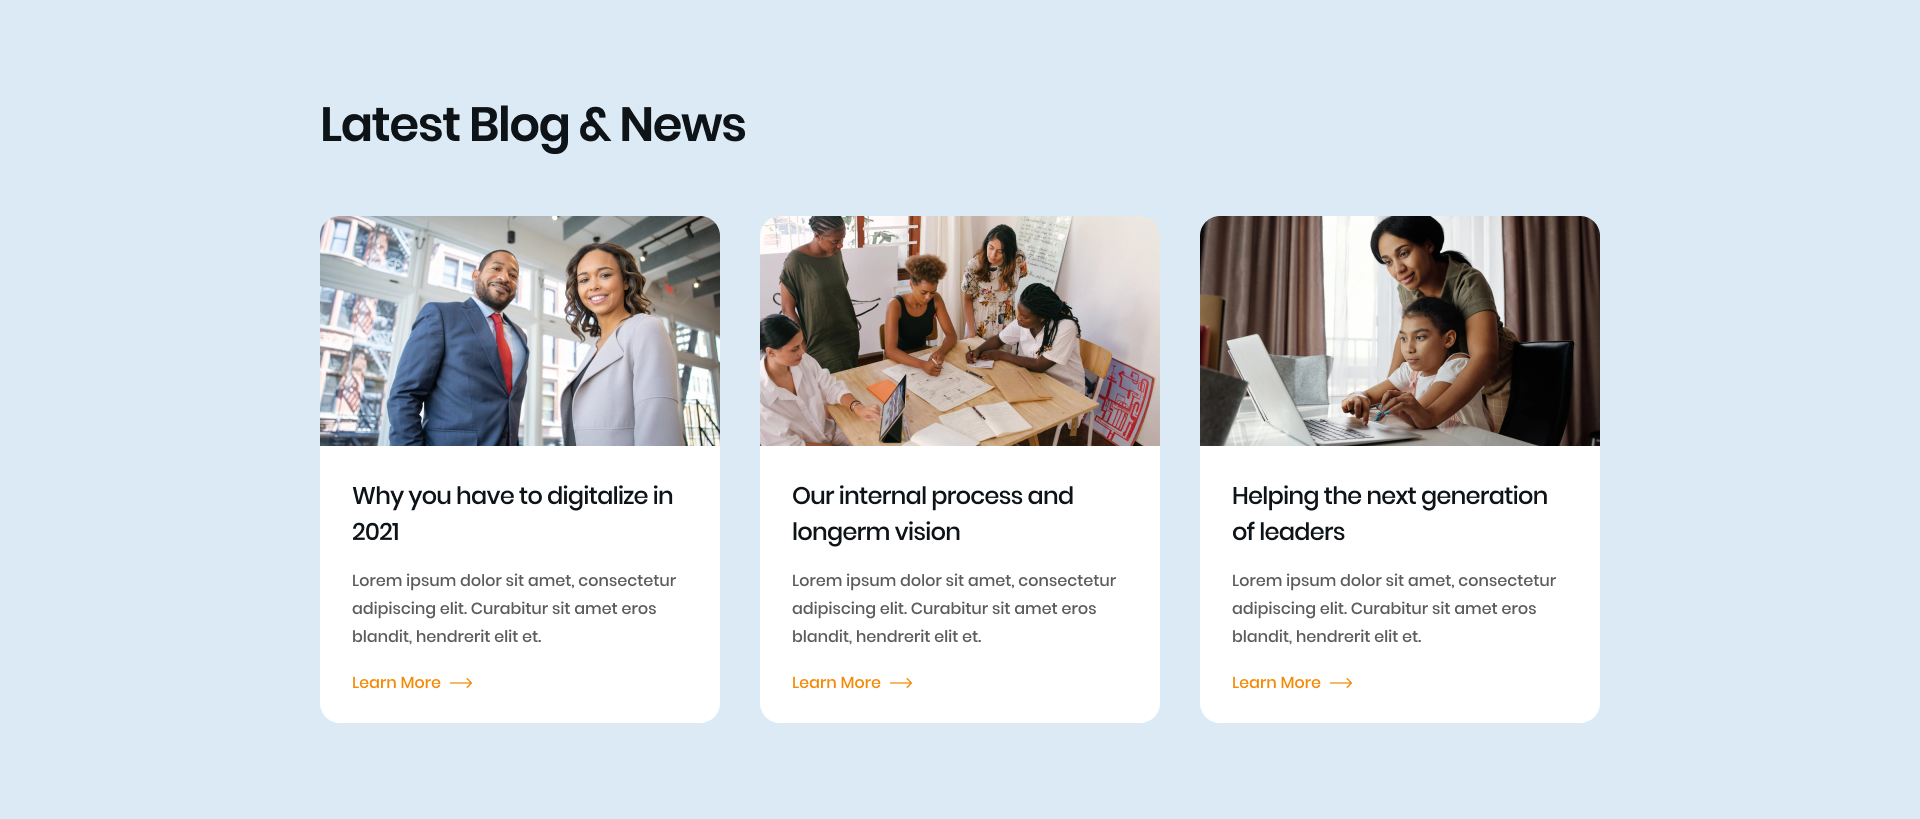 Latest Blog & News
Why you have to digitalize in
2021
Lorem ipsum dolor sit amet, consectetur
adipiscing elit. Curabitur sit amet eros
blandit, hendrerit elit et.
Learn More
Our internal process and
longerm vision
Lorem ipsum dolor sit amet, consectetur
adipiscing elit. Curabitur sit amet eros
blandit, hendrerit elit et.
Learn More
Helping the next generation
of leaders
Lorem ipsum dolor sit amet, consectetur
adipiscing elit. Curabitur sit amet eros
blandit, hendrerit elit et.
Learn More